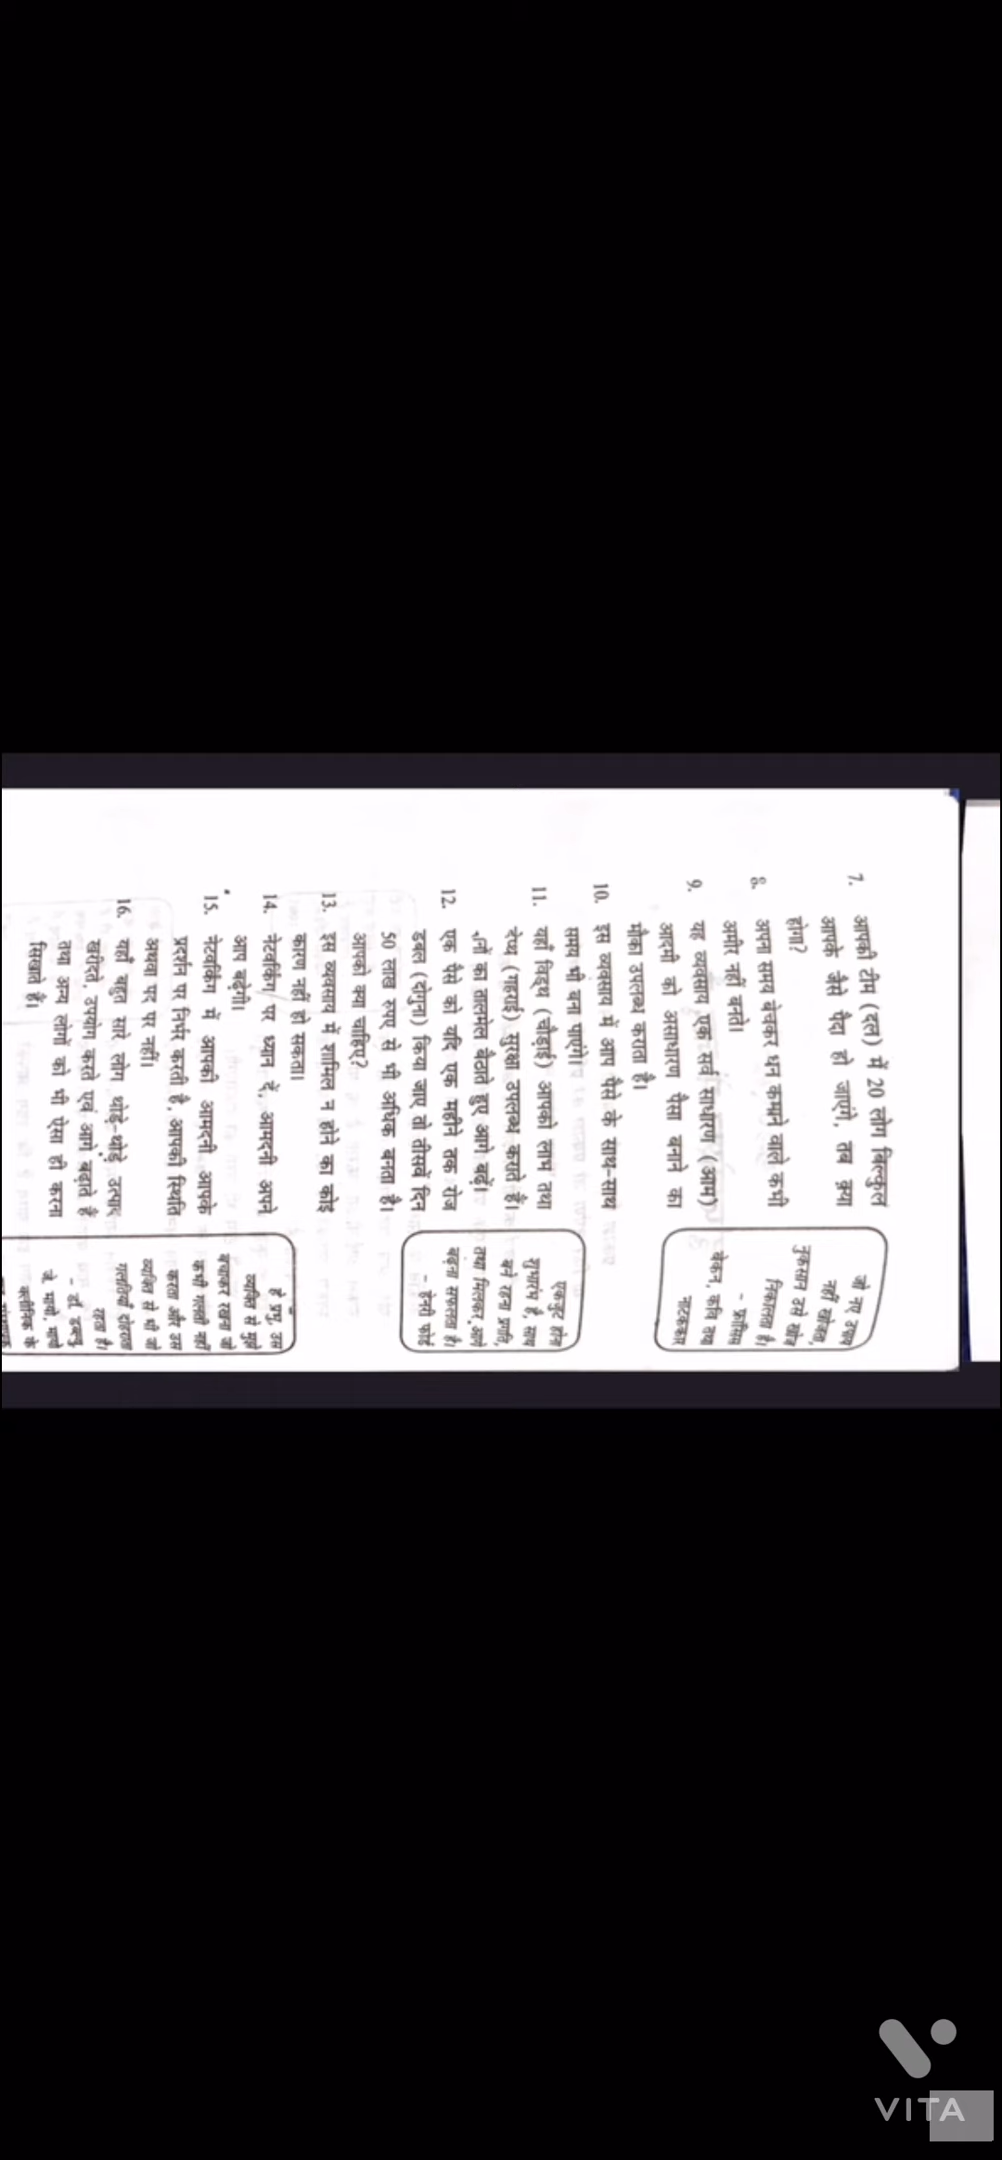 7. आपकी टीम (दल) में 20 लोग बिल्कुल
आपके जैसे पैदा हो जाएंगे, तब क्या
होगा?
8. अपना समय बेचकर धन कमाने वाले कभी
अमीर नहीं बनते।
9. यह व्यवसाय एक सर्व साधारण (आम)
आदमी को असाधारण पैसा बनाने का
मौका उपलब्ध कराता है।
10. इस व्यवसाय में आप पैसे के साथ-साथ
समय भी बना पाएंगे।
11. यहाँ विड्थ (चौड़ाई) आपको लाभ तथा
डेप्थ (गहराई) सुरक्षा उपलब्ध कराते हैं।
का तालमेल बैठाते हुए आगे बढ़ें।
12. एक पैसे को यदि एक महीने तक रोज
डबल (दोगुना) किया जाए तो तीसवें दिन
50 लाख रुपए से भी अधिक बनता है।
आपको क्या चाहिए?
13. इस व्यवसाय में शामिल न होने का कोई
कारण नहीं हो सकता।
14. नेटवर्किंग पर ध्यान दें, आमदनी अपने
आप बढ़ेगी।
15. नेटवर्किंग में आपकी आमदनी आपके
प्रदर्शन पर निर्भर करती है, आपकी स्थिति
अथवा पद पर नहीं।
16. यहाँ बहुत सारे लोग थोड़े-थोड़े उत्पाद
खरीदते, उपयोग करते एवं आगे बढ़ाते हैं
तथा अन्य लोगों को भी ऐसा ही करना
सिखाते हैं।
जो नए उपाय
नहीं खोजता,
नुकसान उसे खोज
निकालता है।
- फ्रांसिस
बेकन, कवि तथा
नाटककार
एकजुट होना
शुभारंभ है, साथ
बने रहना प्रगति,
तथा मिलकर आगे
बढ़ना सफलता है।
- हेनरी फोर्ड
हे प्रभु, उस
व्यक्ति से मुझे
बचाकर रखना जो
कभी गलती नहीं
करता और उस
व्यक्ति से भी जो
गलतियाँ दोहराता
रहता है।
- डॉ. डब्ल्यू
जे. मायो, मायो
क्लीनिक के
VITA